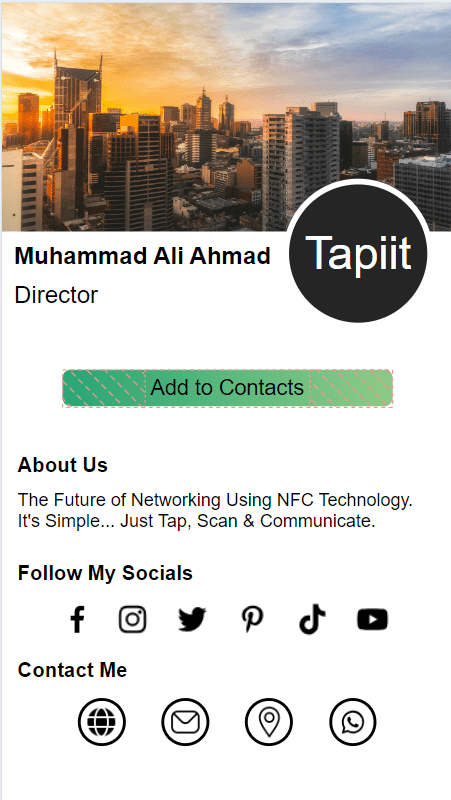 Tapiit
Muhammad Ali Ahmad
Director
Add to Contacts
About Us
The Future of Networking Using NFC Technology.
It's Simple... Just Tap, Scan & Communicate.
Follow My Socials
Contact Me